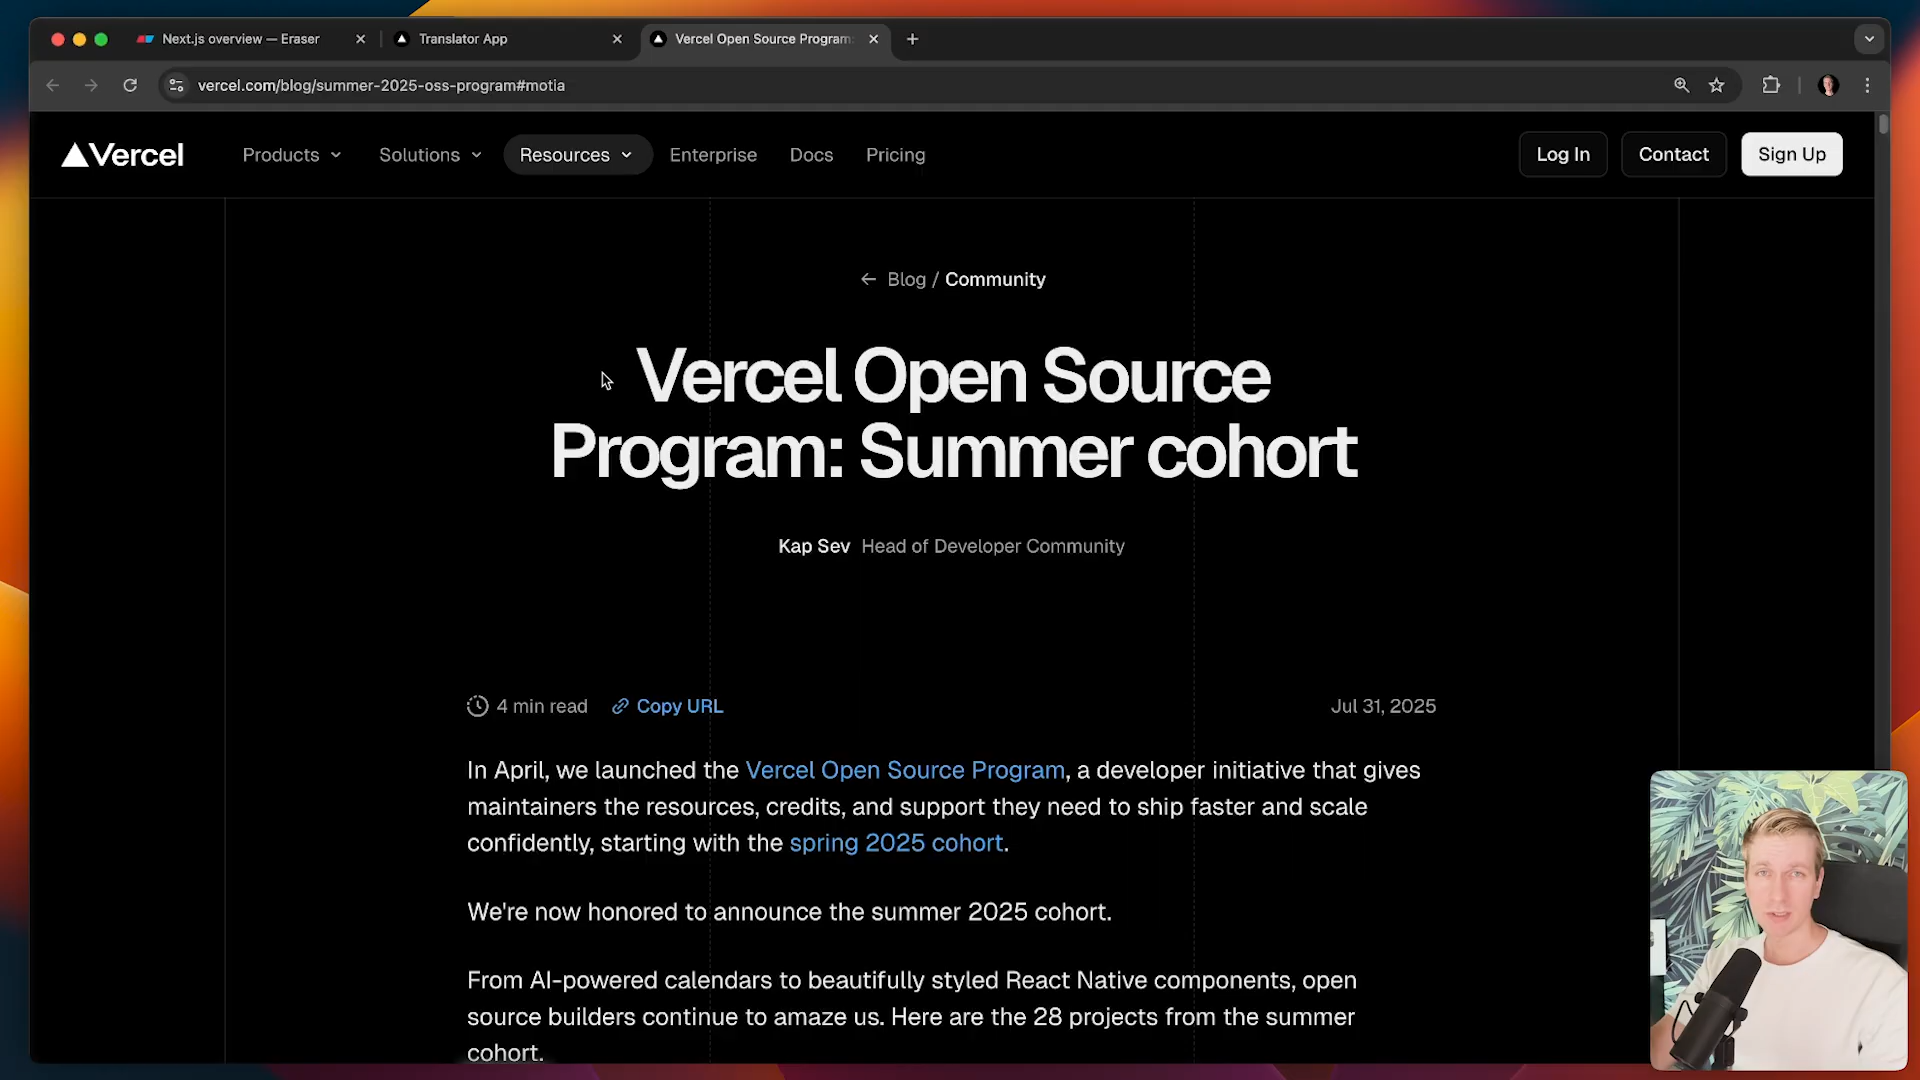 Next.js overview — Eraser
Translator App
Vercel Open Source Program:
vercel.com/blog/summer-2025-oss-program#motia
Vercel
Products
Solutions
Resources
Enterprise
Docs
Pricing
Log In
Contact
Sign Up
← Blog / Community
Vercel Open Source
Program: Summer cohort
Kap Sev Head of Developer Community
4 min read
Copy URL
Jul 31, 2025
In April, we launched the Vercel Open Source Program, a developer initiative that gives
maintainers the resources, credits, and support they need to ship faster and scale
confidently, starting with the spring 2025 cohort.
We're now honored to announce the summer 2025 cohort.
From AI-powered calendars to beautifully styled React Native components, open
source builders continue to amaze us. Here are the 28 projects from the summer
cohort.